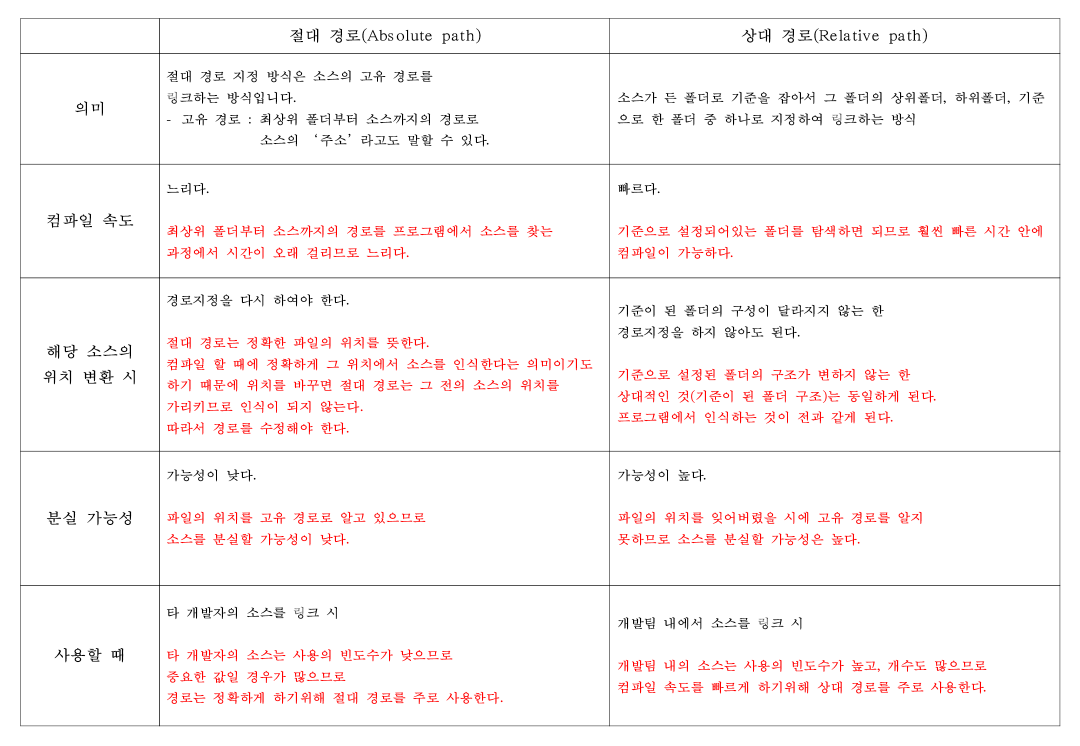 절대 경로(Absolute path)
상대 경로(Relative path)
의미
절대 경로 지정 방식은 소스의 고유 경로를
링크하는 방식입니다.
- 고유 경로 : 최상위 폴더부터 소스까지의 경로로
소스의 ‘주소’ 라고도 말할 수 있다.
소스가 든 폴더로 기준을 잡아서 그 폴더의 상위폴더, 하위폴더, 기준
으로 한 폴더 중 하나로 지정하여 링크하는 방식
컴파일 속도
느리다.
최상위 폴더부터 소스까지의 경로를 프로그램에서 소스를 찾는
과정에서 시간이 오래 걸리므로 느리다.
빠르다.
기준으로 설정되어있는 폴더를 탐색하면 되므로 훨씬 빠른 시간 안에
컴파일이 가능하다.
해당 소스의
위치 변환 시
경로지정을 다시 하여야 한다.
절대 경로는 정확한 파일의 위치를 뜻한다.
컴파일 할 때에 정확하게 그 위치에서 소스를 인식한다는 의미이기도
하기 때문에 위치를 바꾸면 절대 경로는 그 전의 소스의 위치를
가리키므로 인식이 되지 않는다.
따라서 경로를 수정해야 한다.
기준이 된 폴더의 구성이 달라지지 않는 한
경로지정을 하지 않아도 된다.
기준으로 설정된 폴더의 구조가 변하지 않는 한
상대적인 것(기준이 된 폴더 구조)는 동일하게 된다.
프로그램에서 인식하는 것이 전과 같게 된다.
분실 가능성
가능성이 낮다.
파일의 위치를 고유 경로로 알고 있으므로
소스를 분실할 가능성이 낮다.
가능성이 높다.
파일의 위치를 잊어버렸을 시에 고유 경로를 알지
못하므로 소스를 분실할 가능성은 높다.
사용할 때
타 개발자의 소스를 링크 시
타 개발자의 소스는 사용의 빈도수가 낮으므로
중요한 값일 경우가 많으므로
경로는 정확하게 하기위해 절대 경로를 주로 사용한다.
개발팀 내에서 소스를 링크 시
개발팀 내의 소스는 사용의 빈도수가 높고, 개수도 많으므로
컴파일 속도를 빠르게 하기위해 상대 경로를 주로 사용한다.